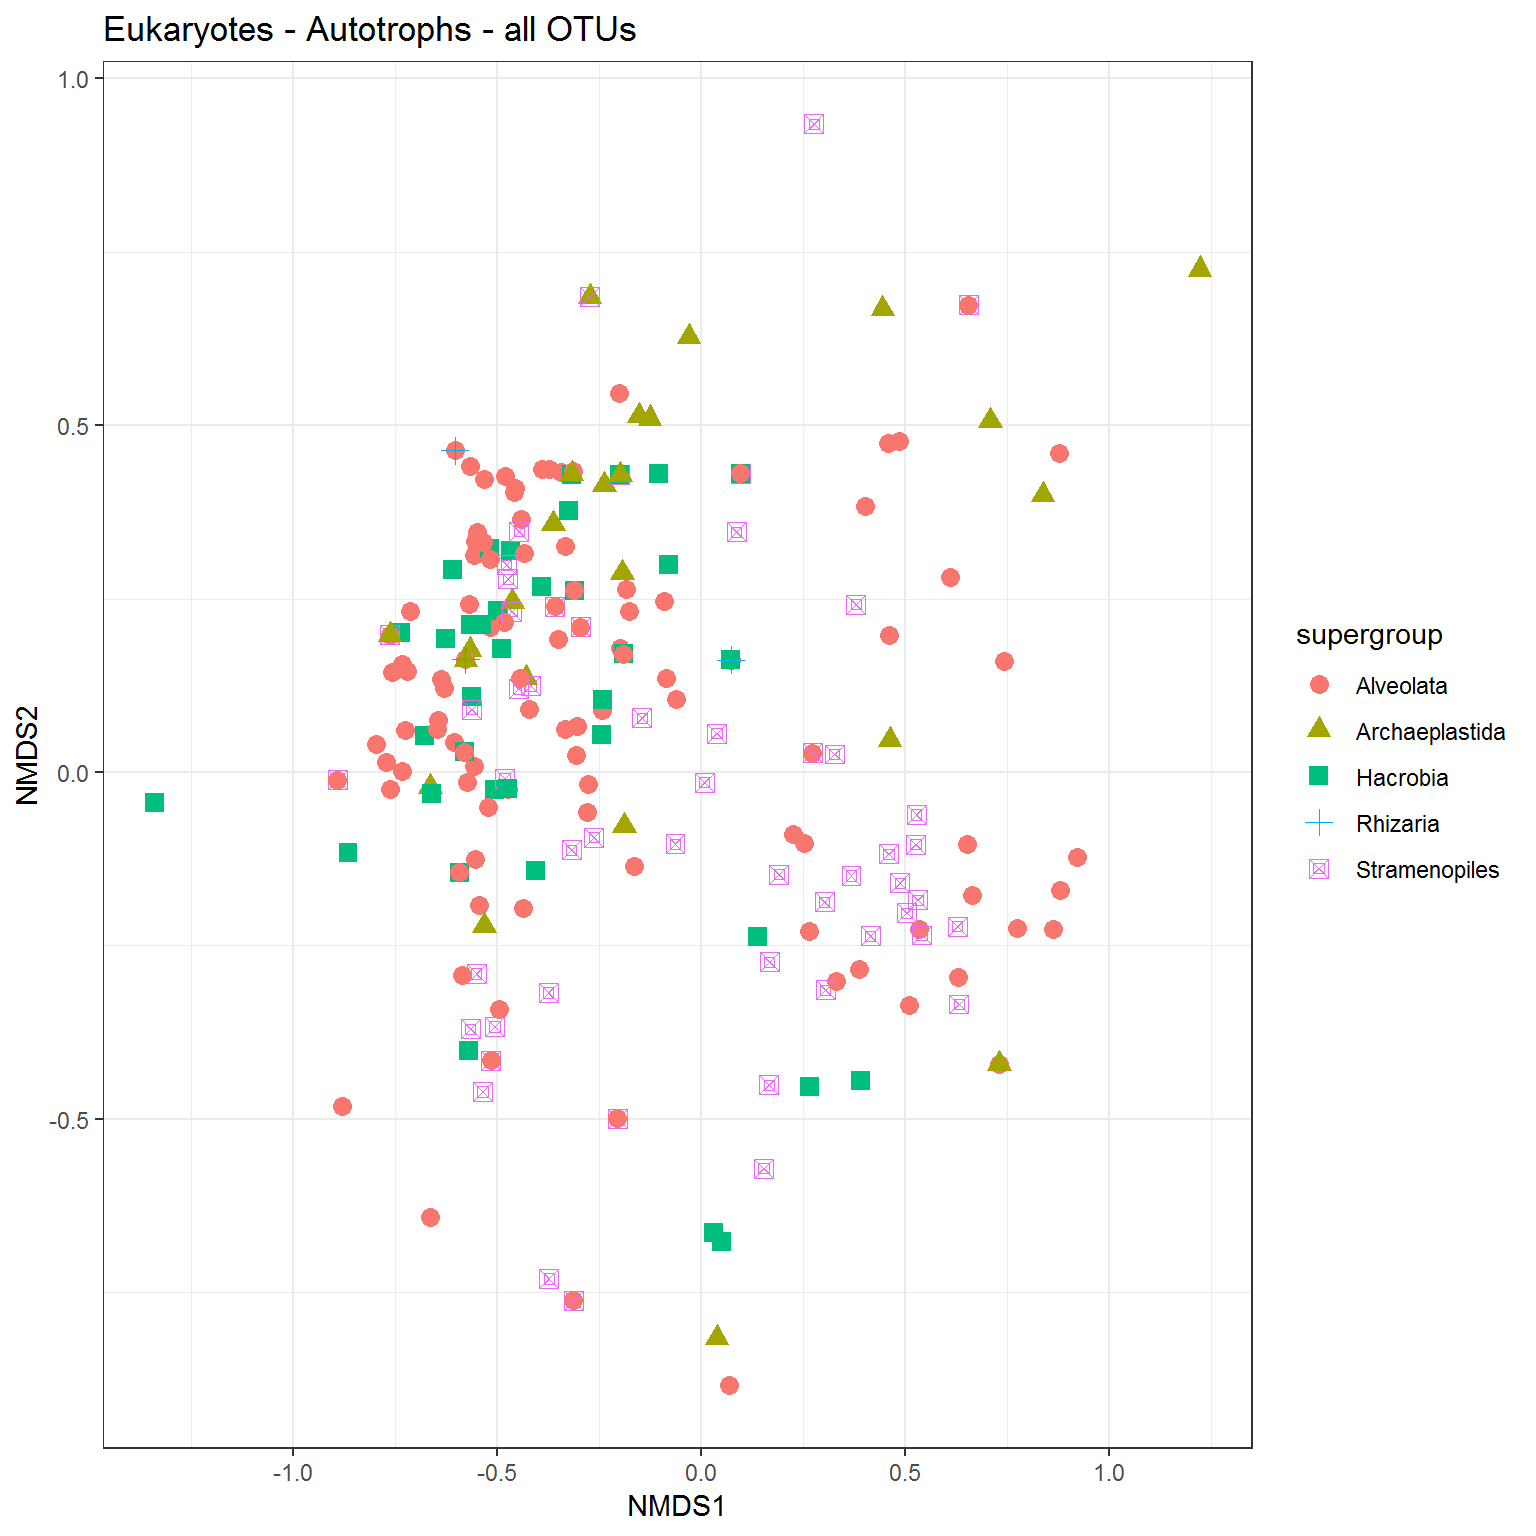 Eukaryotes - Autotrophs - all OTUs
1.0
0.5
0.0
-0.5
NMDS2
-1.0 -0.5 0.0 0.5 1.0
NMDS1
supergroup
Alveolata
Archaeplastida
Hacrobia
Rhizaria
Stramenopiles